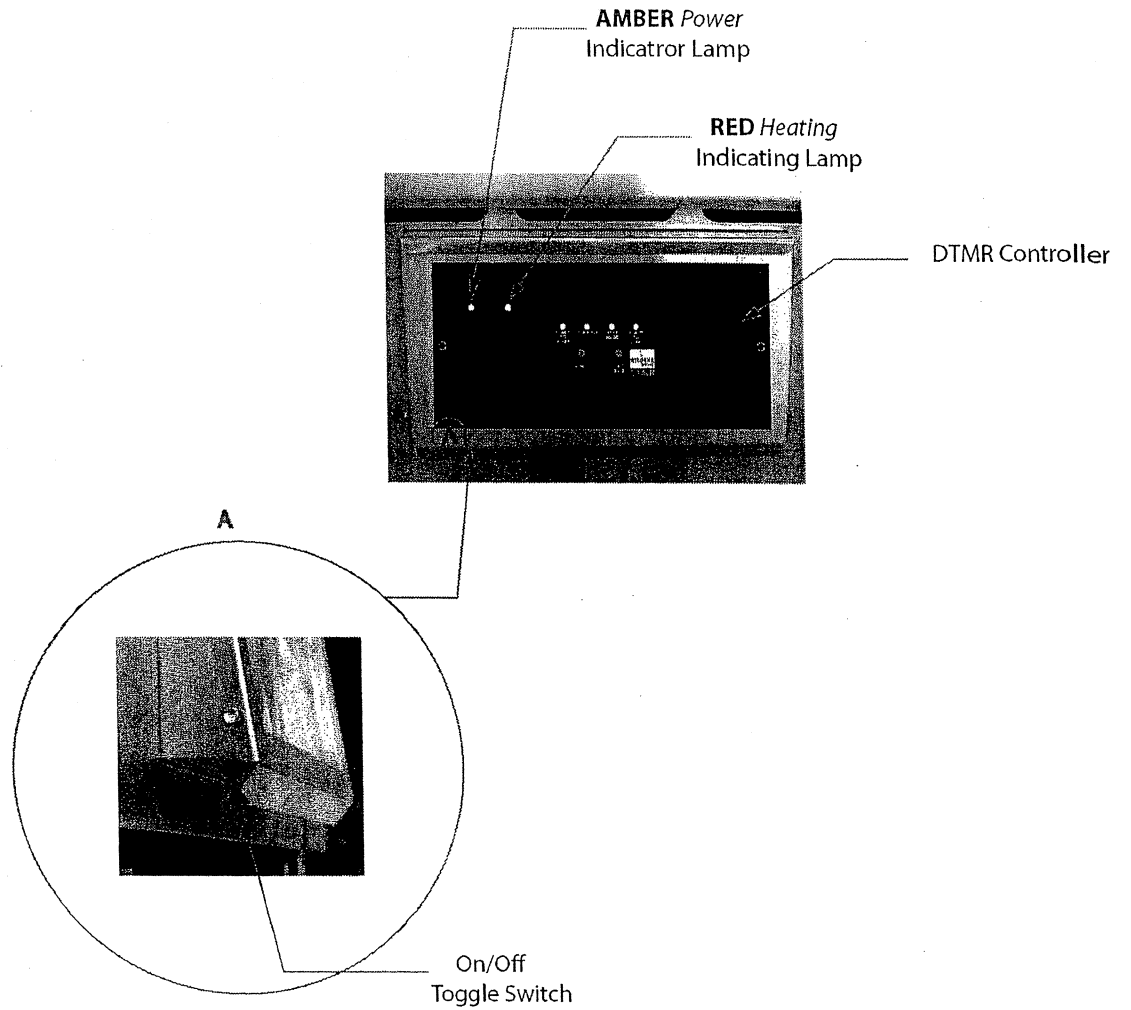 AMBER Power
Indicatror Lamp
RED Heating
Indicating Lamp
DTMR Controller
A
A
On/Off
Toggle Switch